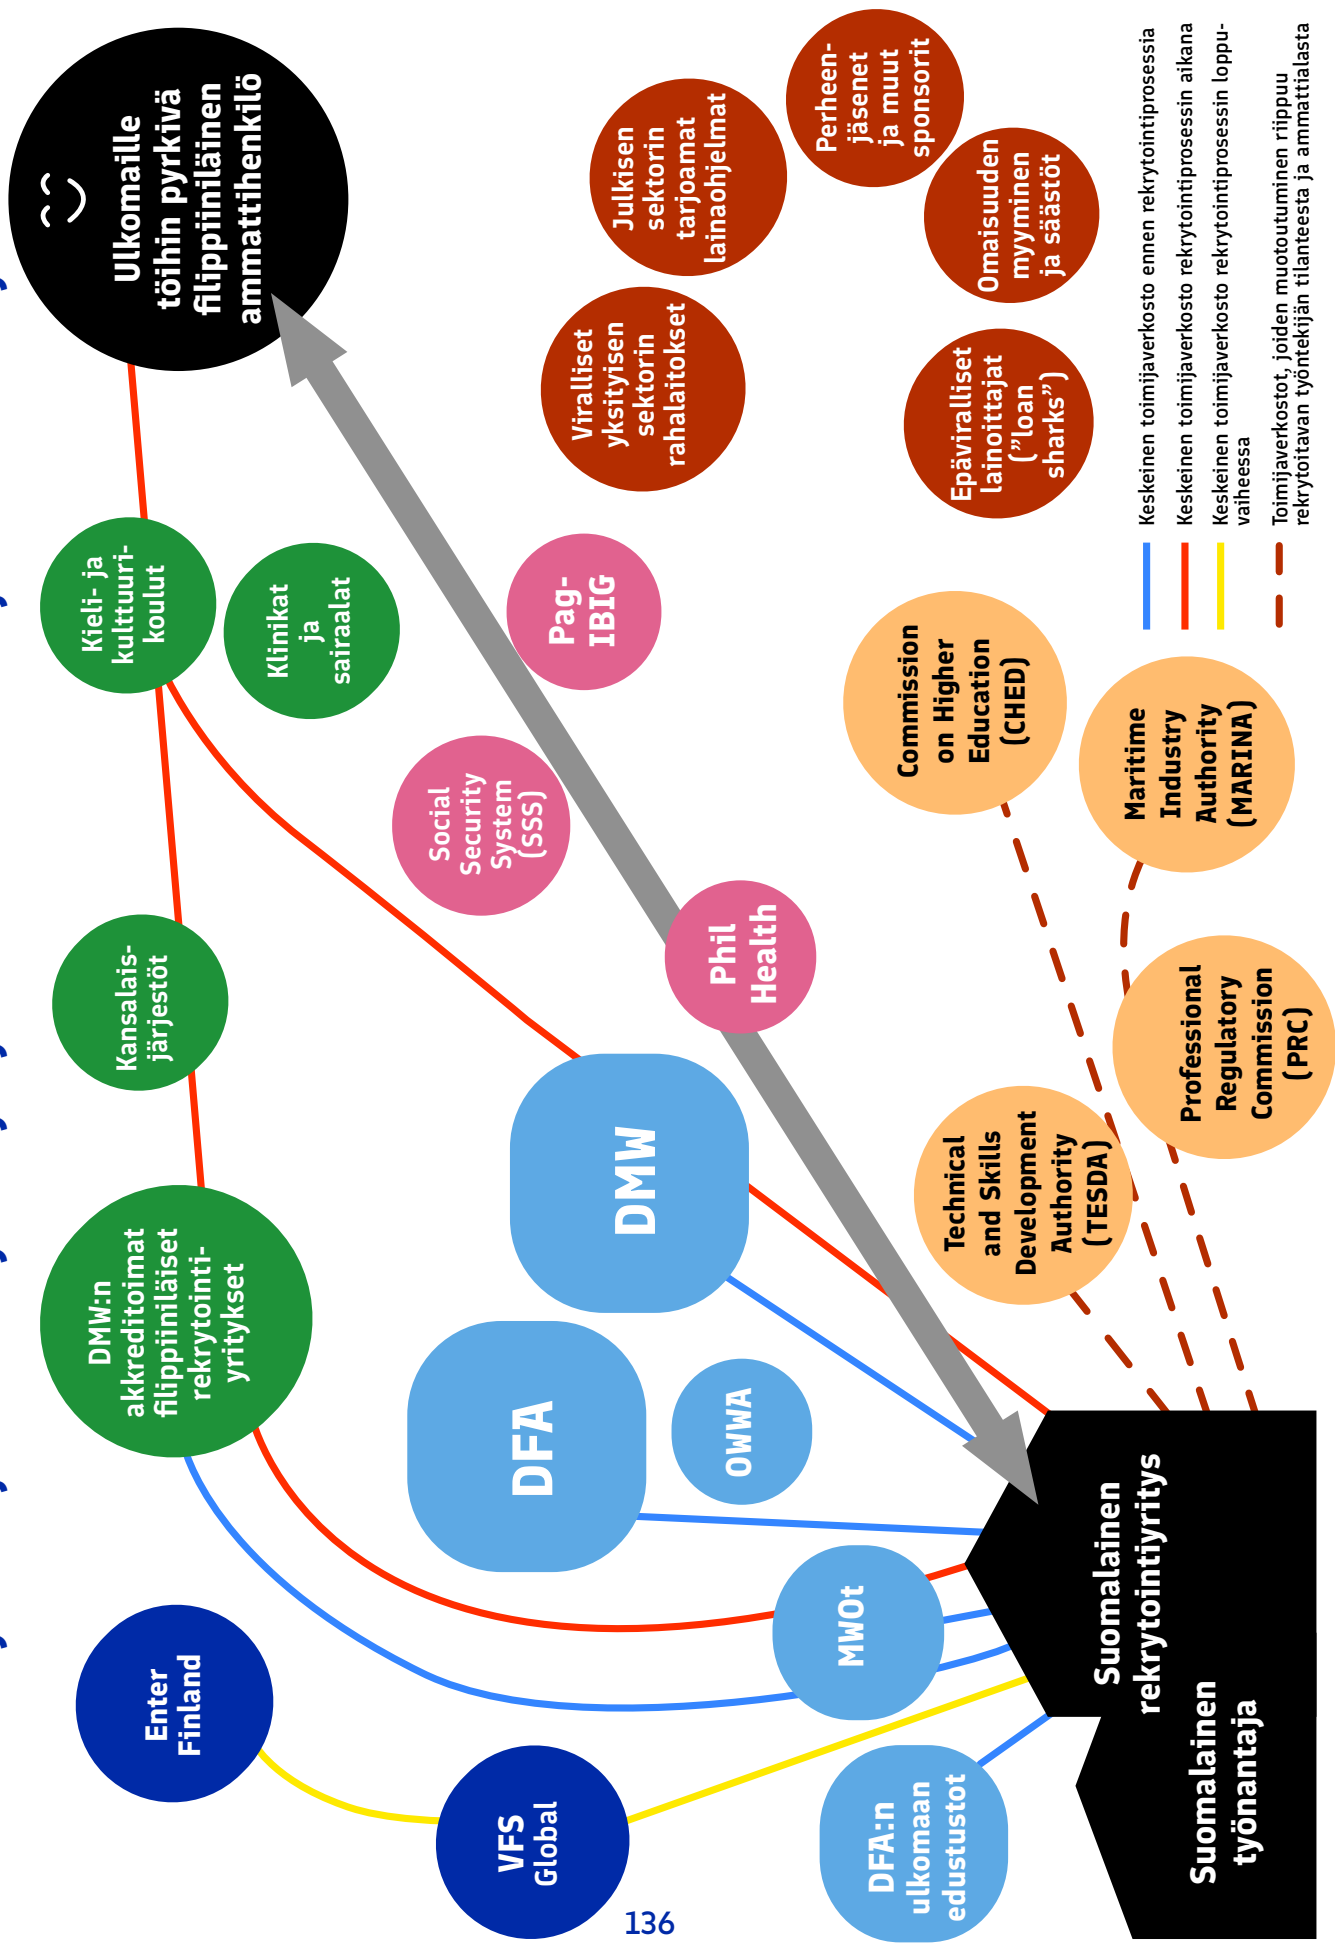 Enter
Finland
DMW:n
akkreditoimat
filippiiniläiset
rekrytointi-
yritykset
Kansalais-
järjestöt
Kieli- ja
kulttuuri-
koulut
Klinikat
ja
sairaalat
Ulkomaille
töihin pyrkivä
filippiiniläinen
ammattihenkilö
VFS
Global
DFA
DMW
OWWA
Social
Security
System
(SSS)
Pag-
IBIG
Phil
Health
Viralliset
yksityisen
sektorin
rahalaitokset
Julkisen
sektorin
tarjoamat
lainaohjelmat
Perheen-
jäsenet
ja muut
sponsorit
Omaisuuden
myyminen
ja säästöt
Epäviralliset
lainoittajat
("loan
sharks”)
DFA:n
ulkomaan
edustustot
MWOt
Technical
and Skills
Development
Authority
(TESDA)
Commission
on Higher
Education
(CHED)
Maritime
Industry
Authority
(MARINA)
Professional
Regulatory
Commission
(PRC)
Suomalainen
rekrytointiyritys
Suomalainen
työnantaja
Keskeinen toimijaverkosto ennen rekrytointiprosessia
Keskeinen toimijaverkosto rekrytointiprosessin aikana
Keskeinen toimijaverkosto rekrytointiprosessin loppu-
vaiheessa
Toimijaverkostot, joiden muotoutuminen riippuu
rekrytoitavan työntekijän tilanteesta ja ammattialasta
136